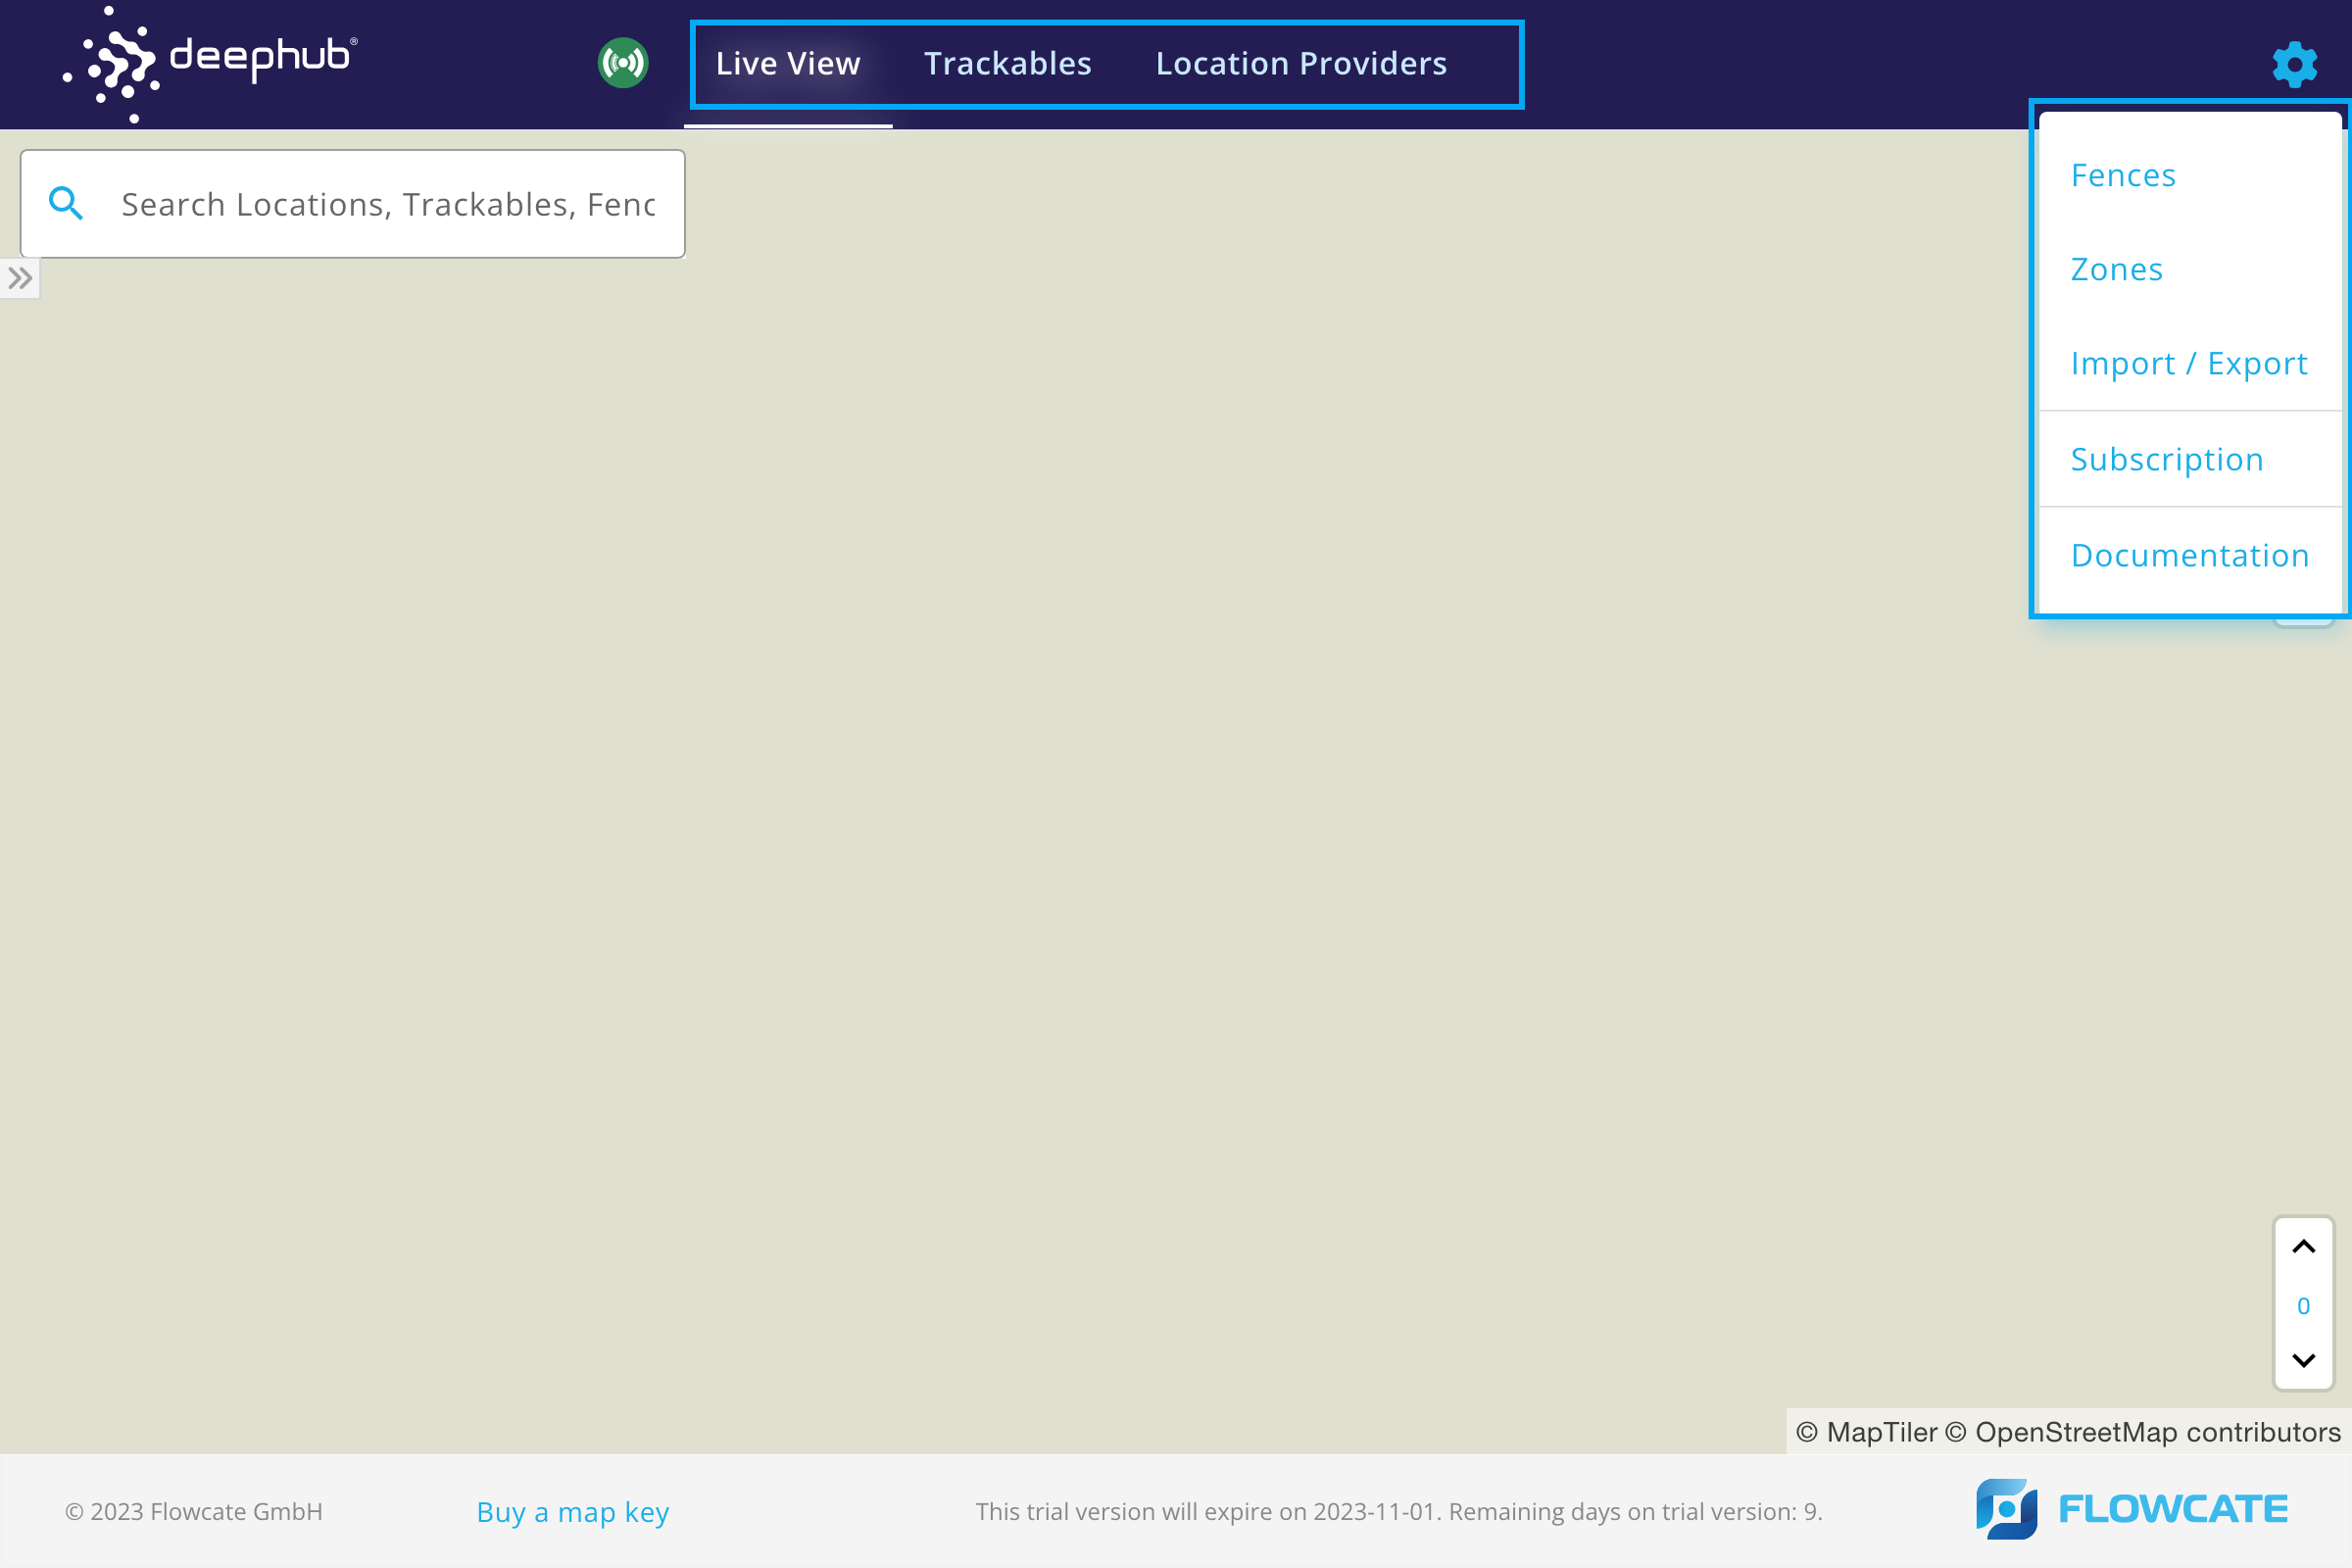 deephub®
Live View
Trackables
Location Providers
Search Locations, Trackables, Fenc
Fences
Zones
Import / Export
Subscription
Documentation
0
© MapTiler © OpenStreetMap contributors
© 2023 Flowcate GmbH
Buy a map key
This trial version will expire on 2023-11-01. Remaining days on trial version: 9.
FLOWCATE